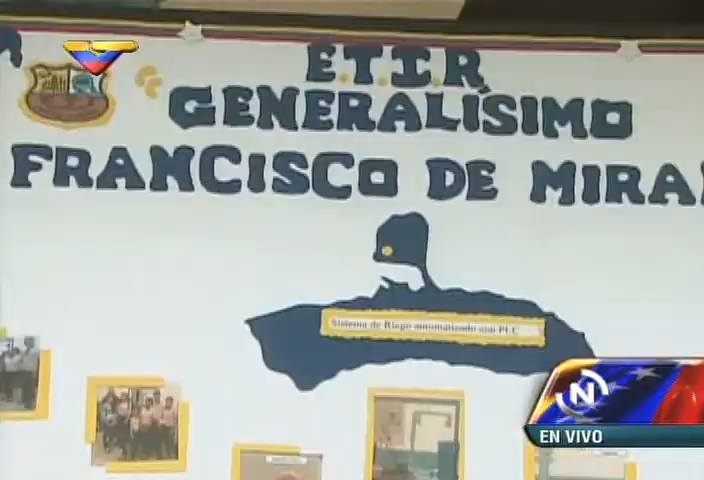 E.T.I.R.
GENERALÍSIMO
FRANCISCO DE MIRA
Sistema de Riego automatizado con PLC
N
EN VIVO